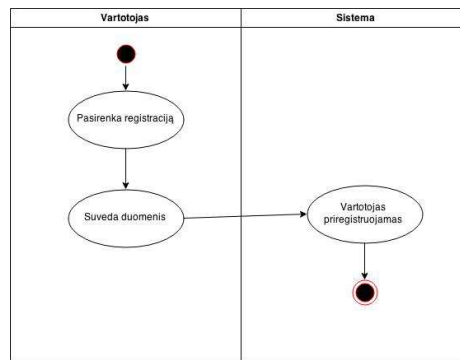 Vartotojas
Sistema
Pasirenka registraciją
Suveda duomenis
Vartotojas
priregistruojamas